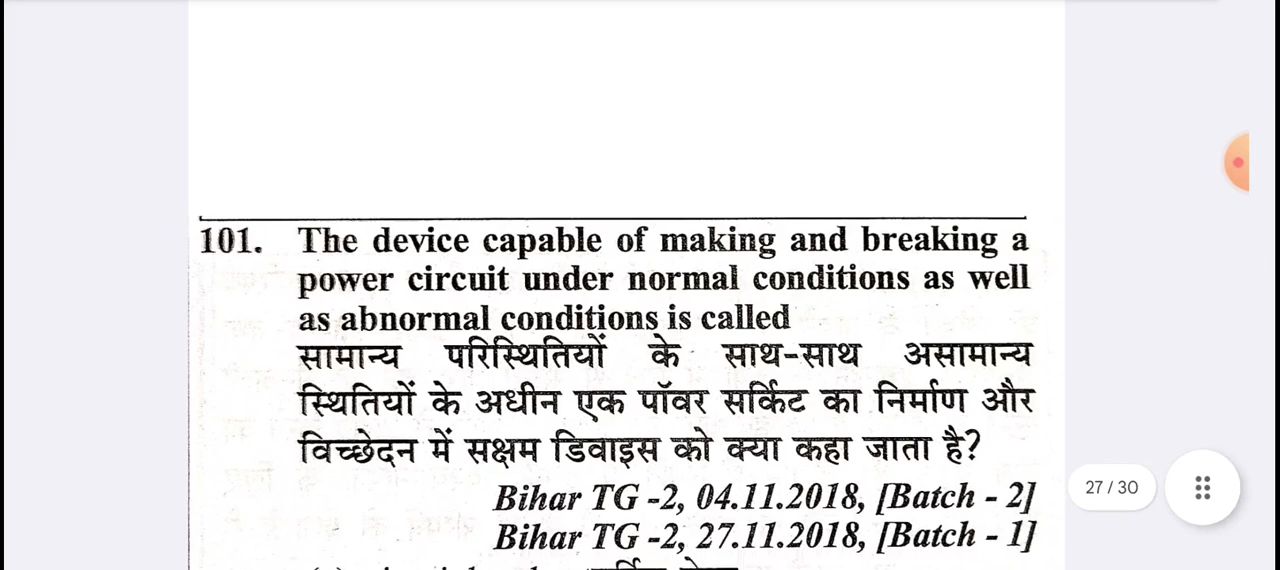 101. The device capable of making and breaking a
power circuit under normal conditions as well
as abnormal conditions is called
सामान्य परिस्थितियों के साथ-साथ असामान्य
स्थितियों के अधीन एक पॉवर सर्किट का निर्माण और
विच्छेदन में सक्षम डिवाइस को क्या कहा जाता है?
Bihar TG -2, 04.11.2018, [Batch - 2]
27 / 30
Bihar TG -2, 27.11.2018, [Batch - 1]